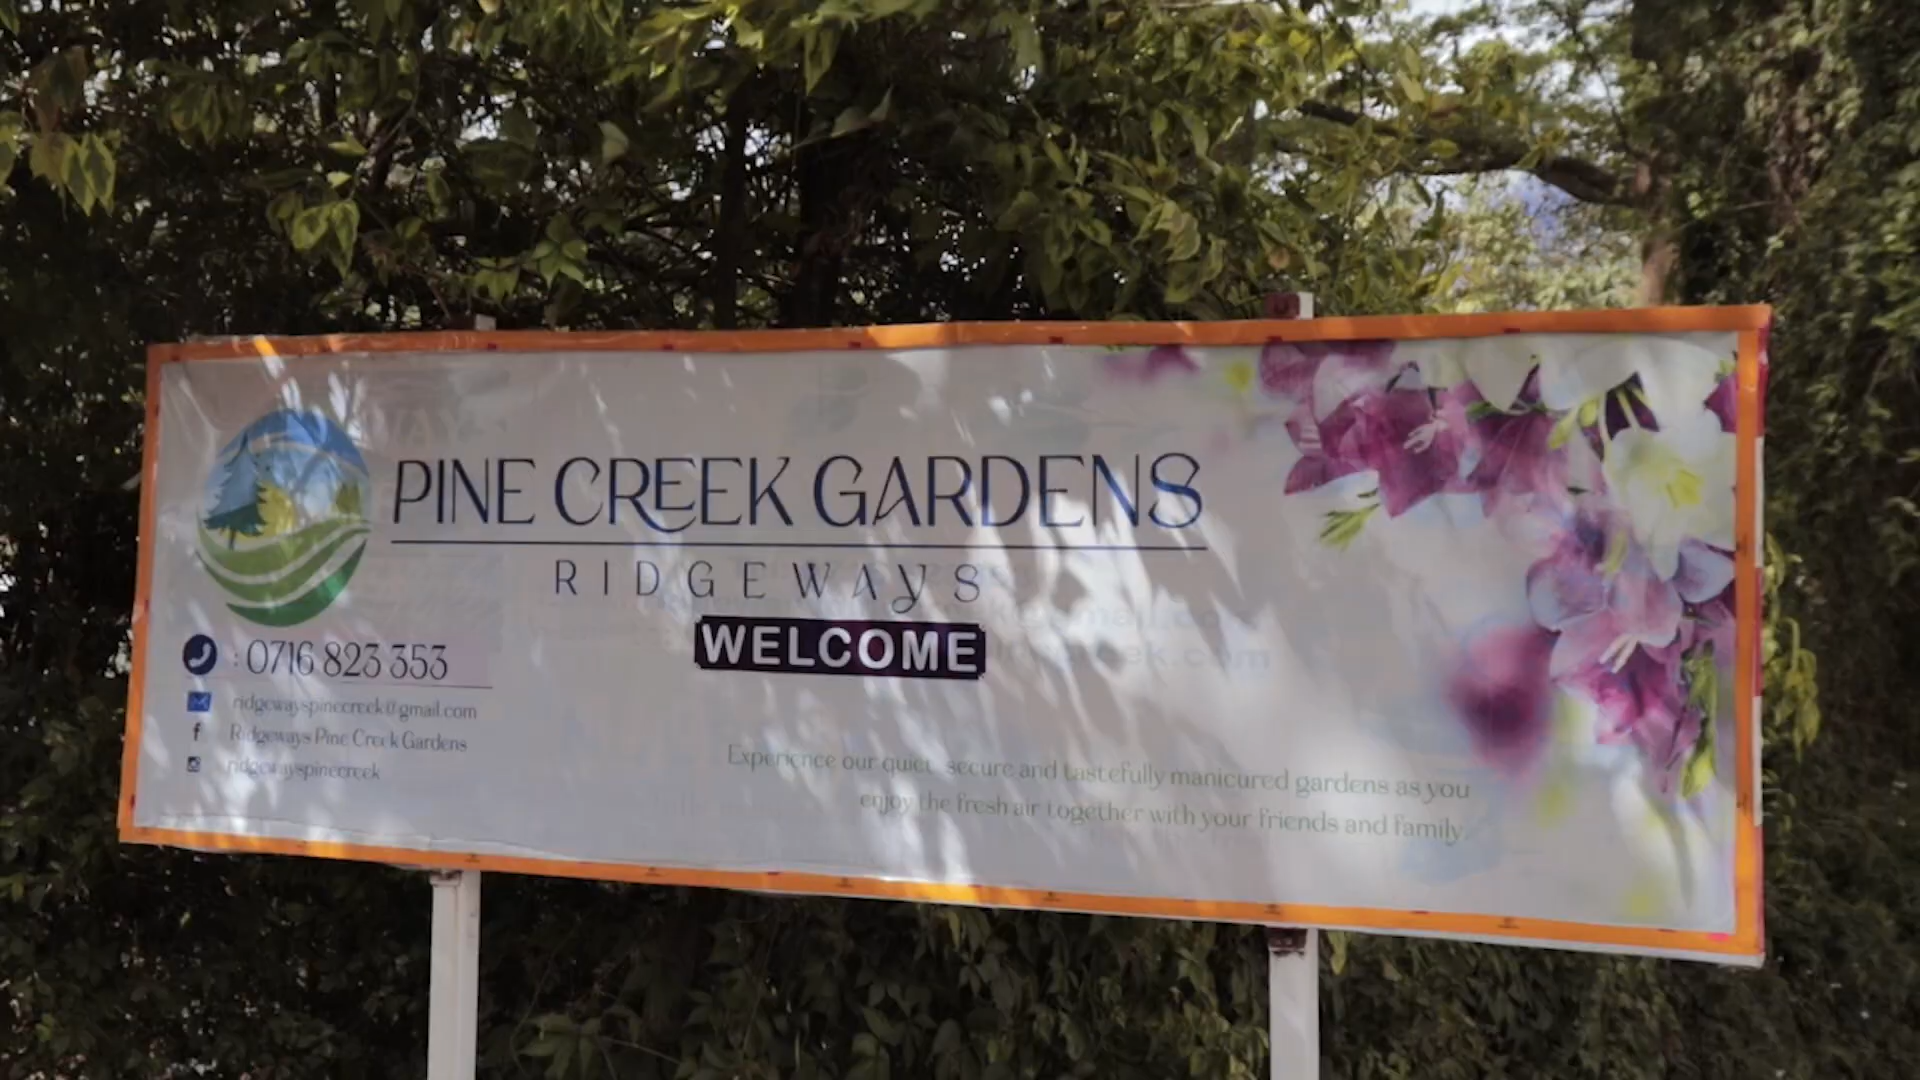 PINE CREEK GARDENS
RIDGEWAYS
WELCOME
: 0716 823 353
ridgewayspinecreek@gmail.com
Ridgeways Pine Creek Gardens
ridgewayspinecreek
Experience our quiet secure and tastefully manicured gardens as you
enjoy the fresh air together with your friends and family.